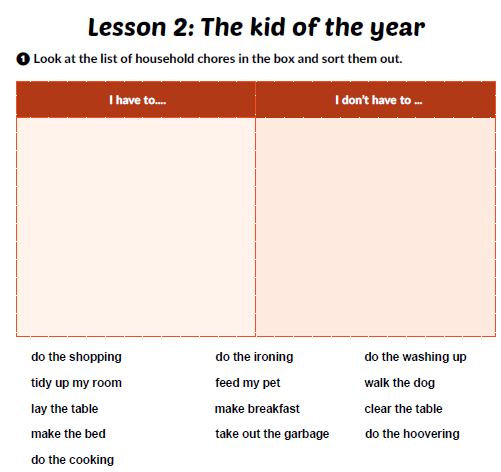 Lesson 2: The kid of the year
1 Look at the list of household chores in the box and sort them out.
I have to.... I don't have to ...
do the shopping do the ironing do the washing up
tidy up my room feed my pet walk the dog
lay the table make breakfast clear the table
make the bed take out the garbage do the hoovering
do the cooking